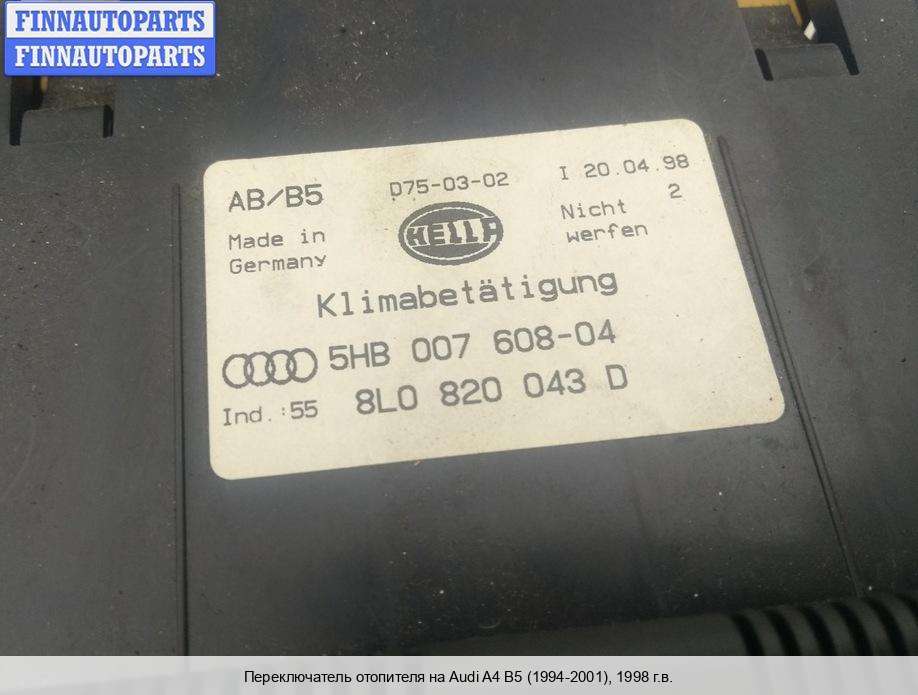 FINNAUTOPARTS
FINNAUTOPARTS
AB/B5
D75-03-02
I 20.04.98
Made in
Germany
HELLA
Nicht 2
werfen
Klimabetätigung
5HB 007 608-04
Ind.:55 8L0 820 043 D
Переключатель отопителя на Audi A4 B5 (1994-2001), 1998 г.в.